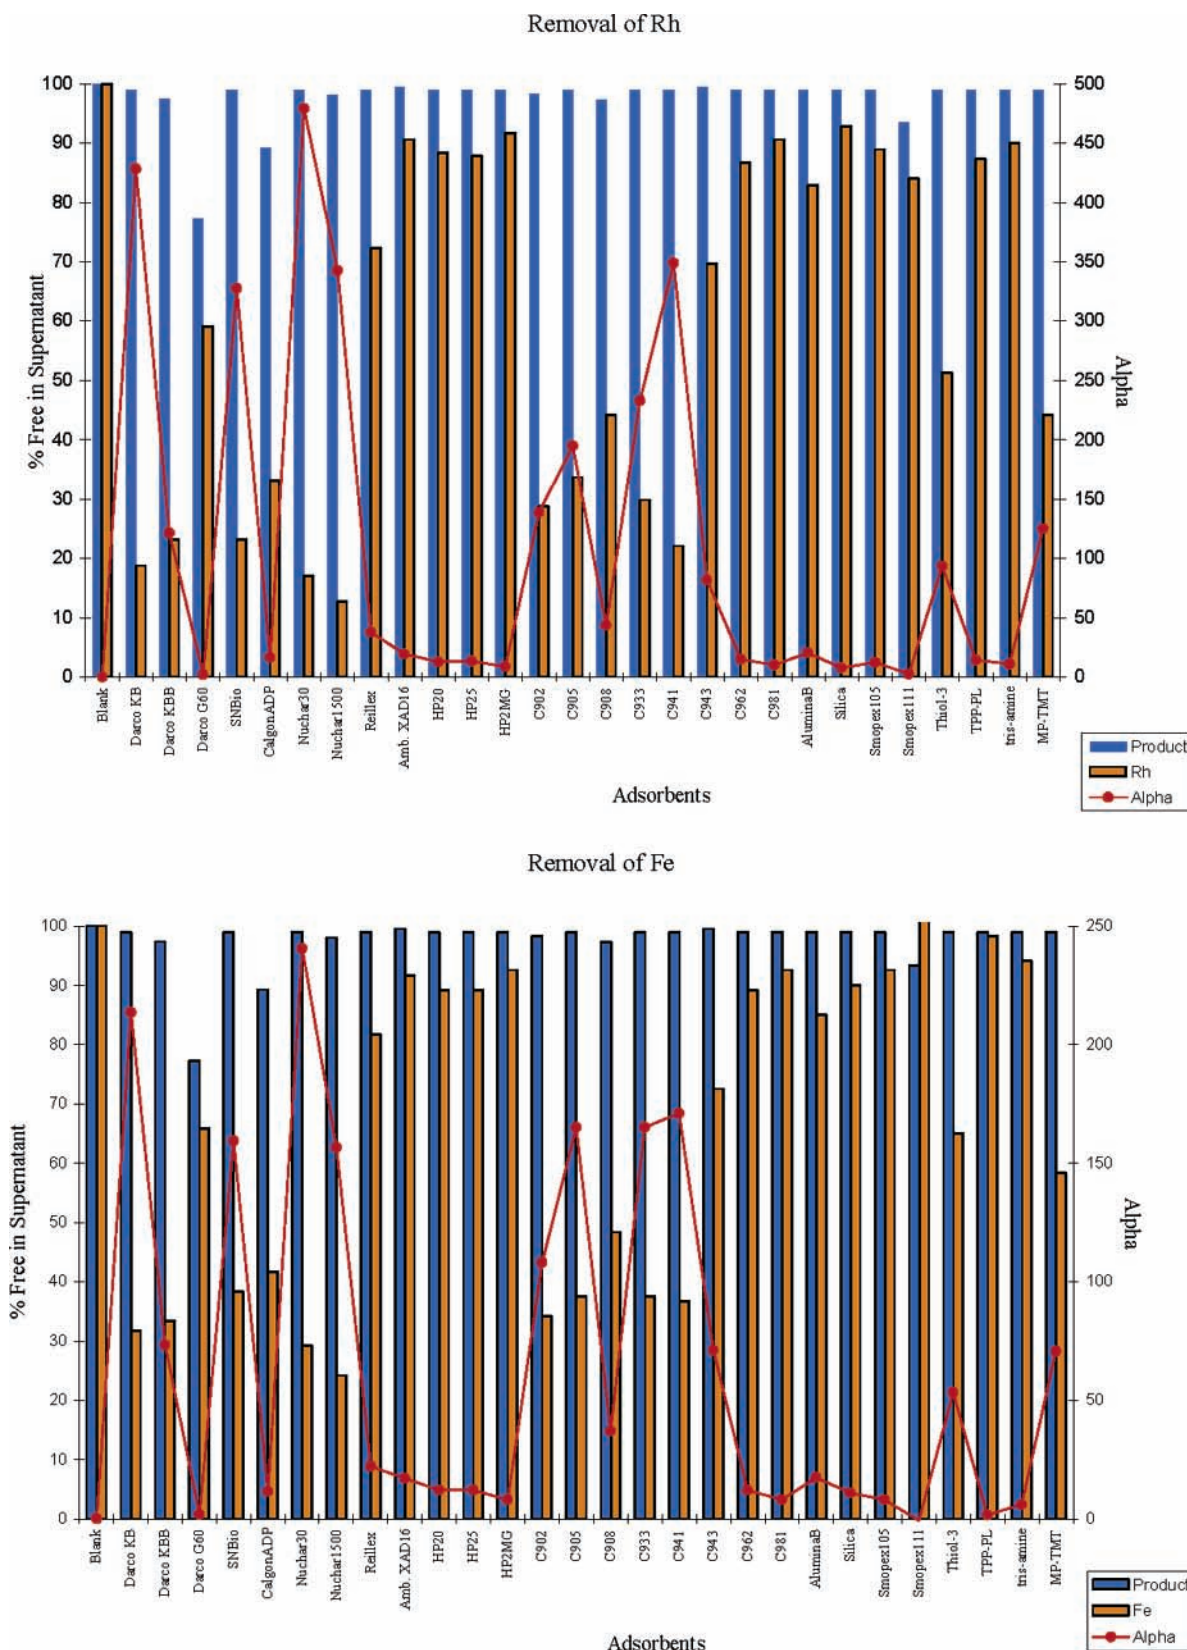 Removal of Rh
100
90
80
70
60
50
40
30
20
10
0
% Free in Supernatant
500
450
400
350
300
250
200
150
100
50
0
Alpha
Blank
Darco KB
Darco KBB
Darco G60
SNBio
CalgonADP
Nuchar30
Nuchar1500
Reillex
Amb. XAD16
HP20
HP25
HP2MG
C902
C905
C908
C933
C941
C943
C962
C981
AluminaB
Silica
Smopex105
Smopex111
Thiol-3
TPP-PL
tris-amine
MP-TMT
Adsorbents
Product
Rh
Alpha
Removal of Fe
100
90
80
70
60
50
40
30
20
10
0
% Free in Supernatant
250
200
150
100
50
0
Alpha
Blank
Darco KB
Darco KBB
Darco G60
SNBio
CalgonADP
Nuchar30
Nuchar1500
Reillex
Amb. XAD16
HP20
HP25
HP2MG
C902
C905
C908
C933
C941
C943
C962
C981
AluminaB
Silica
Smopex105
Smopex111
Thiol-3
TPP-PL
tris-amine
MP-TMT
Adsorbents
Product
Fe
Alpha